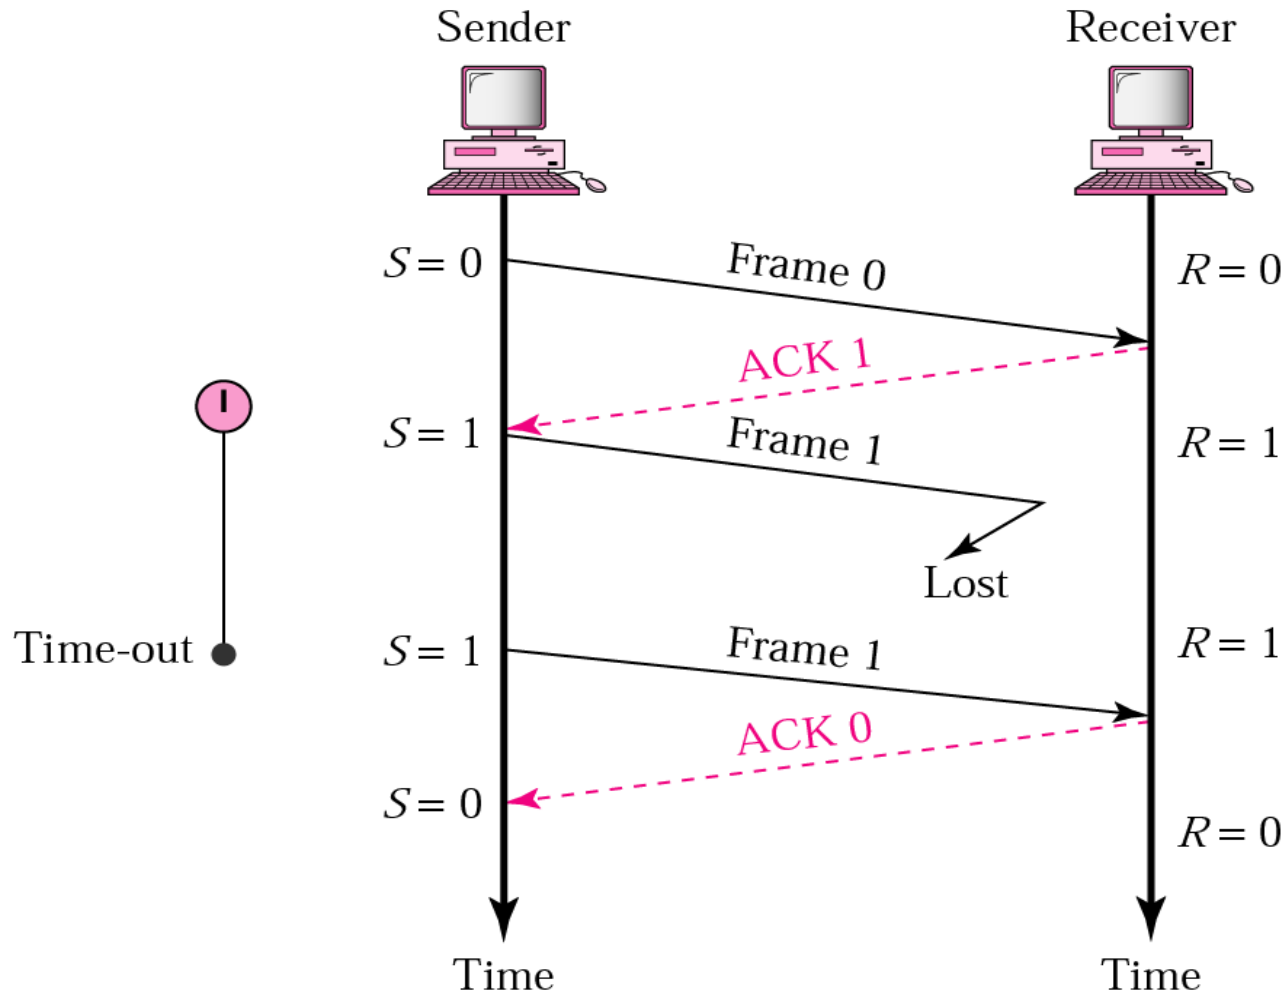 Sender
Receiver
S = 0
Frame 0
R = 0
ACK 1
S = 1
Frame 1
R = 1
Lost
Time-out
S = 1
Frame 1
R = 1
ACK 0
S = 0
R = 0
Time
Time